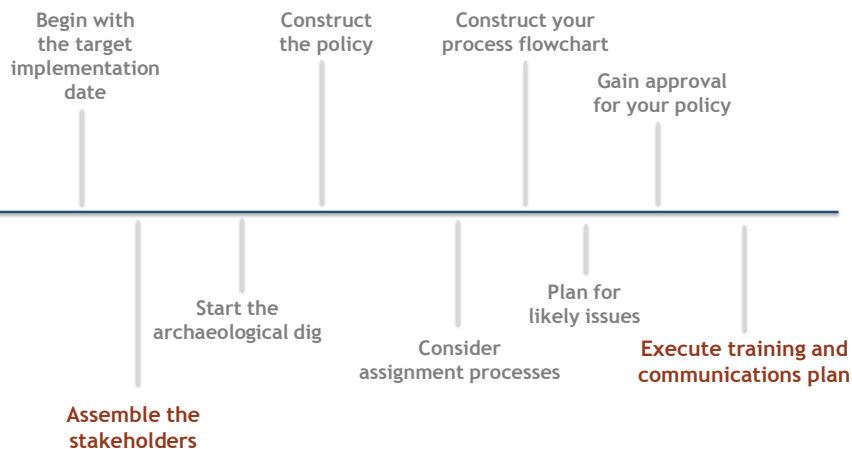 Begin with
the target
implementation
date
Construct
the policy
Construct your
process flowchart
Gain approval
for your policy
Assemble the
stakeholders
Start the
archaeological dig
Consider
assignment processes
Plan for
likely issues
Execute training and
communications plan